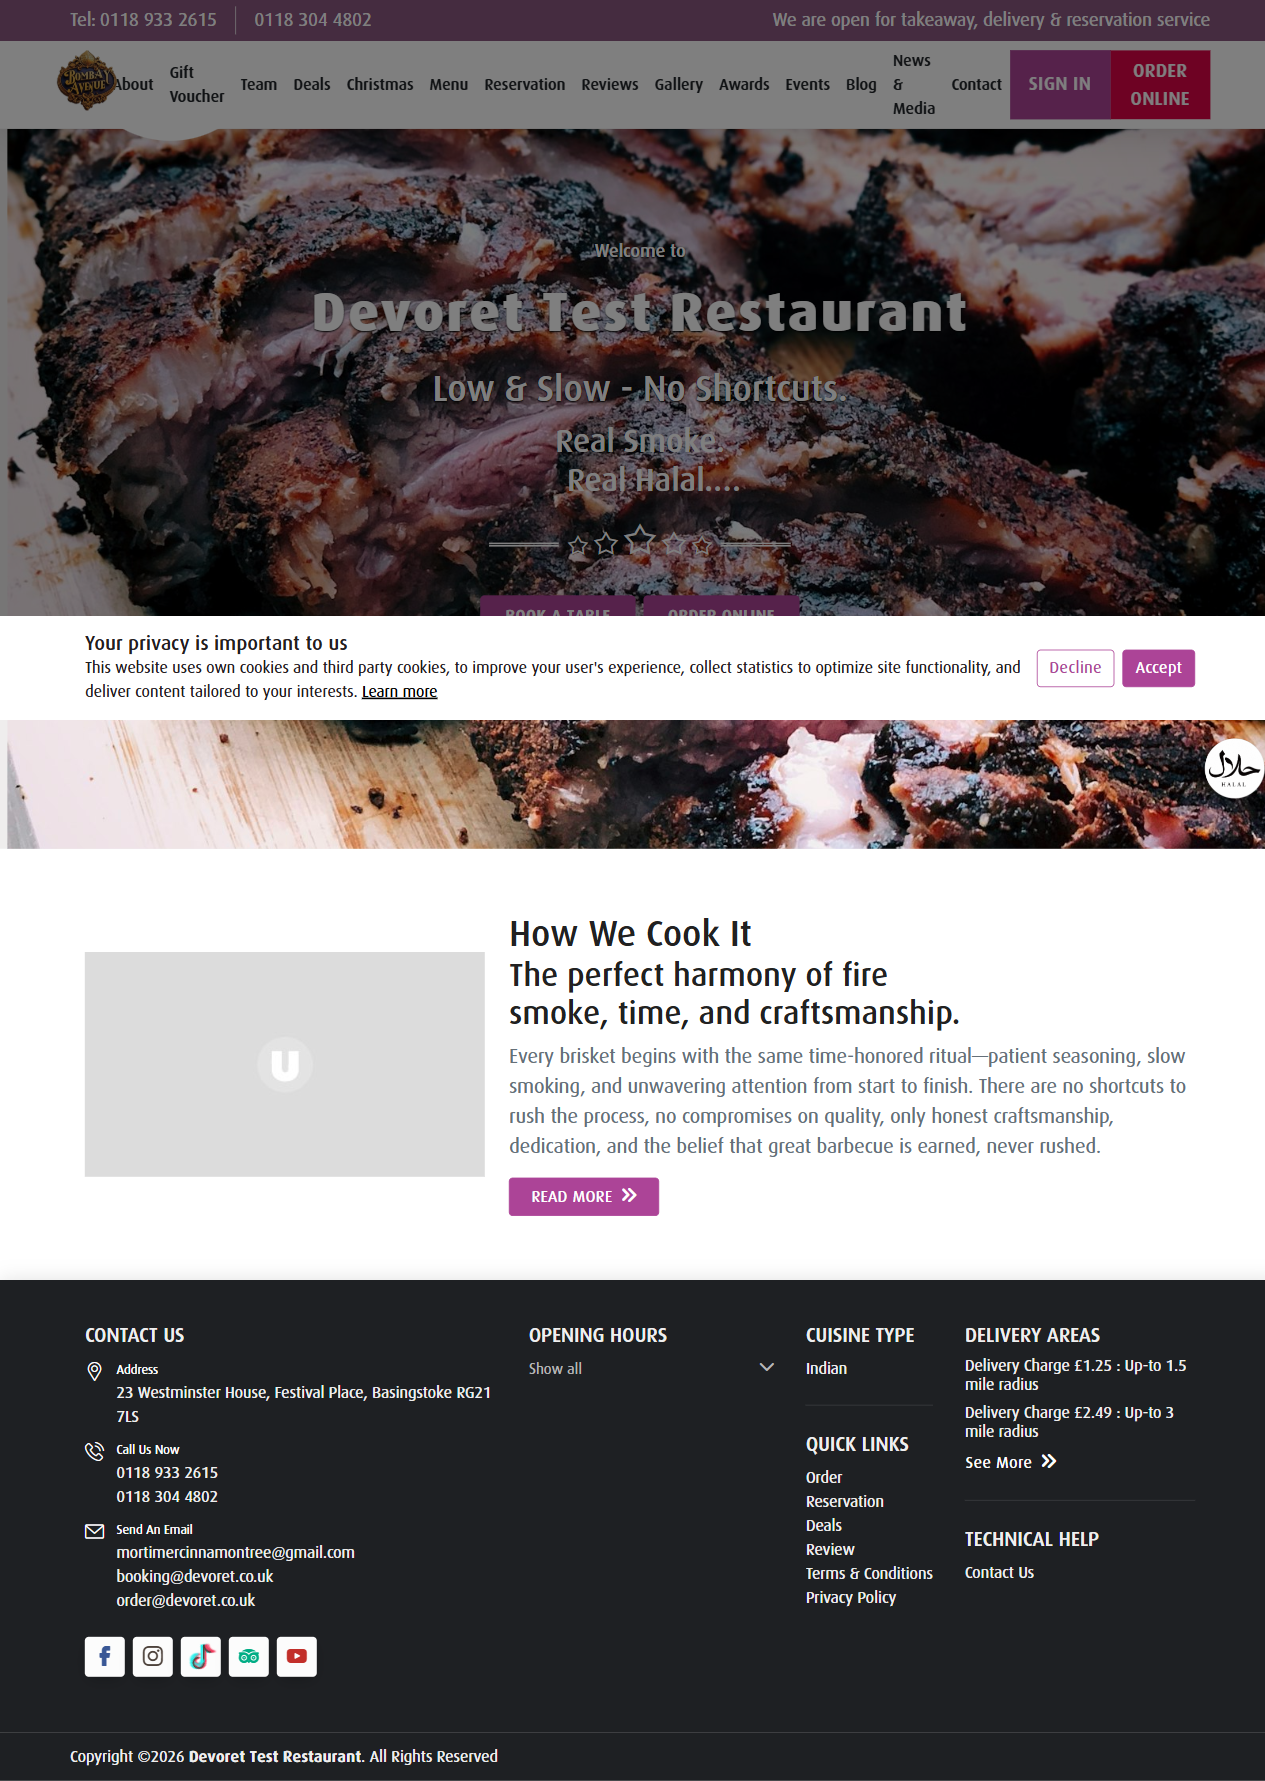 Tel: 0118 933 2615
0118 304 4802
We are open for takeaway, delivery & reservation service
BOMBAY
AVENUE
About
Gift
Voucher
Team
Deals
Christmas
Menu
Reservation
Reviews
Gallery
Awards
Events
Blog
News
&
Media
Contact
SIGN IN
ORDER
ONLINE
Welcome to
Devoret Test Restaurant
Low & Slow - No Shortcuts.
Real Smoke.
Real Halal....
BOOK A TABLE
ORDER ONLINE
Your privacy is important to us
This website uses own cookies and third party cookies, to improve your user's experience, collect statistics to optimize site functionality, and
deliver content tailored to your interests. Learn more
Decline
Accept
حلال
HALAL
How We Cook It
The perfect harmony of fire
smoke, time, and craftsmanship.
U
Every brisket begins with the same time-honored ritual—patient seasoning, slow
smoking, and unwavering attention from start to finish. There are no shortcuts to
rush the process, no compromises on quality, only honest craftsmanship,
dedication, and the belief that great barbecue is earned, never rushed.
READ MORE
CONTACT US
Address
23 Westminster House, Festival Place, Basingstoke RG21
7LS
Call Us Now
0118 933 2615
0118 304 4802
Send An Email
mortimercinnamontree@gmail.com
booking@devoret.co.uk
order@devoret.co.uk
OPENING HOURS
Show all
CUISINE TYPE
Indian
QUICK LINKS
Order
Reservation
Deals
Review
Terms & Conditions
Privacy Policy
DELIVERY AREAS
Delivery Charge £1.25 : Up-to 1.5
mile radius
Delivery Charge £2.49 : Up-to 3
mile radius
See More
TECHNICAL HELP
Contact Us
Copyright ©2026 Devoret Test Restaurant. All Rights Reserved